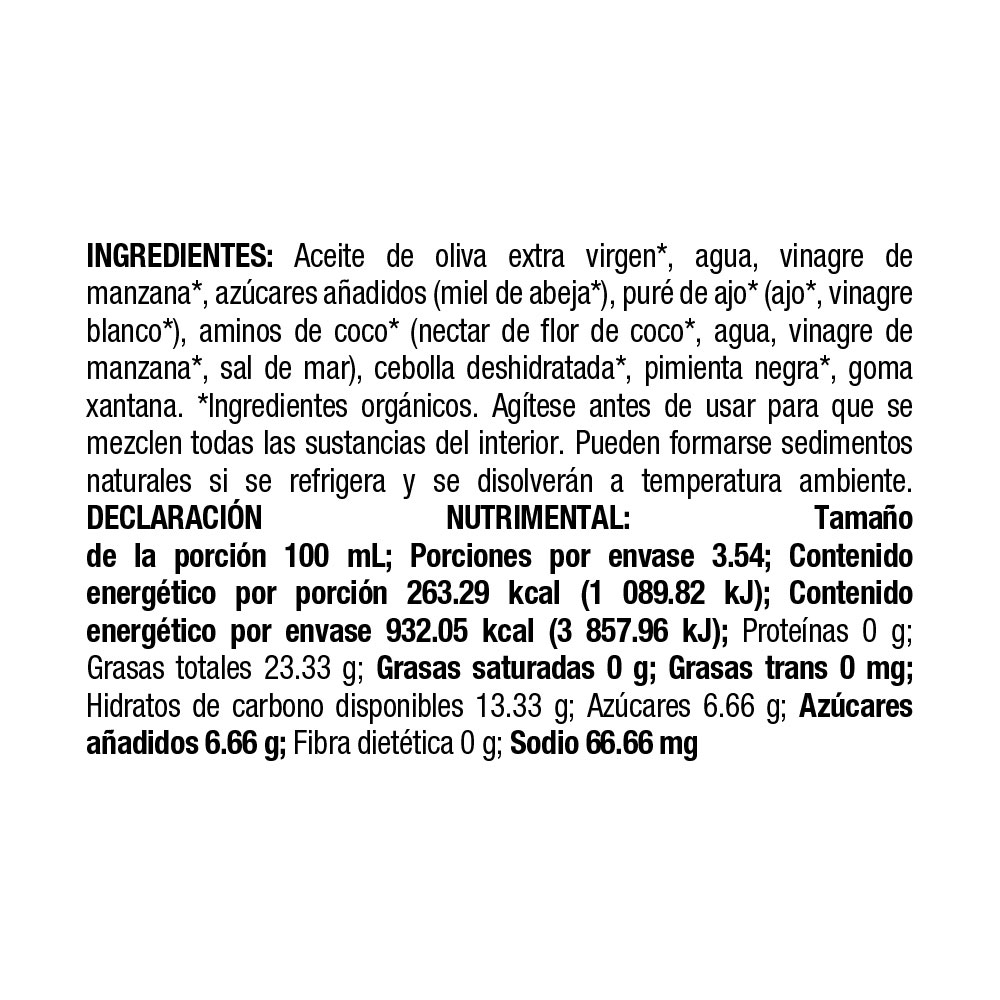 INGREDIENTES: Aceite de oliva extra virgen*, agua, vinagre de
manzana*, azúcares añadidos (miel de abeja*), puré de ajo* (ajo*, vinagre
blanco*), aminos de coco* (nectar de flor de coco*, agua, vinagre de
manzana*, sal de mar), cebolla deshidratada*, pimienta negra*, goma
xantana. *Ingredientes orgánicos. Agítese antes de usar para que se
mezclen todas las sustancias del interior. Pueden formarse sedimentos
naturales si se refrigera y se disolverán a temperatura ambiente.
DECLARACIÓN NUTRIMENTAL: Tamaño
de la porción 100 mL; Porciones por envase 3.54; Contenido
energético por porción 263.29 kcal (1 089.82 kJ); Contenido
energético por envase 932.05 kcal (3 857.96 kJ); Proteínas 0 g;
Grasas totales 23.33 g; Grasas saturadas 0 g; Grasas trans 0 mg;
Hidratos de carbono disponibles 13.33 g; Azúcares 6.66 g; Azúcares
añadidos 6.66 g; Fibra dietética 0 g; Sodio 66.66 mg